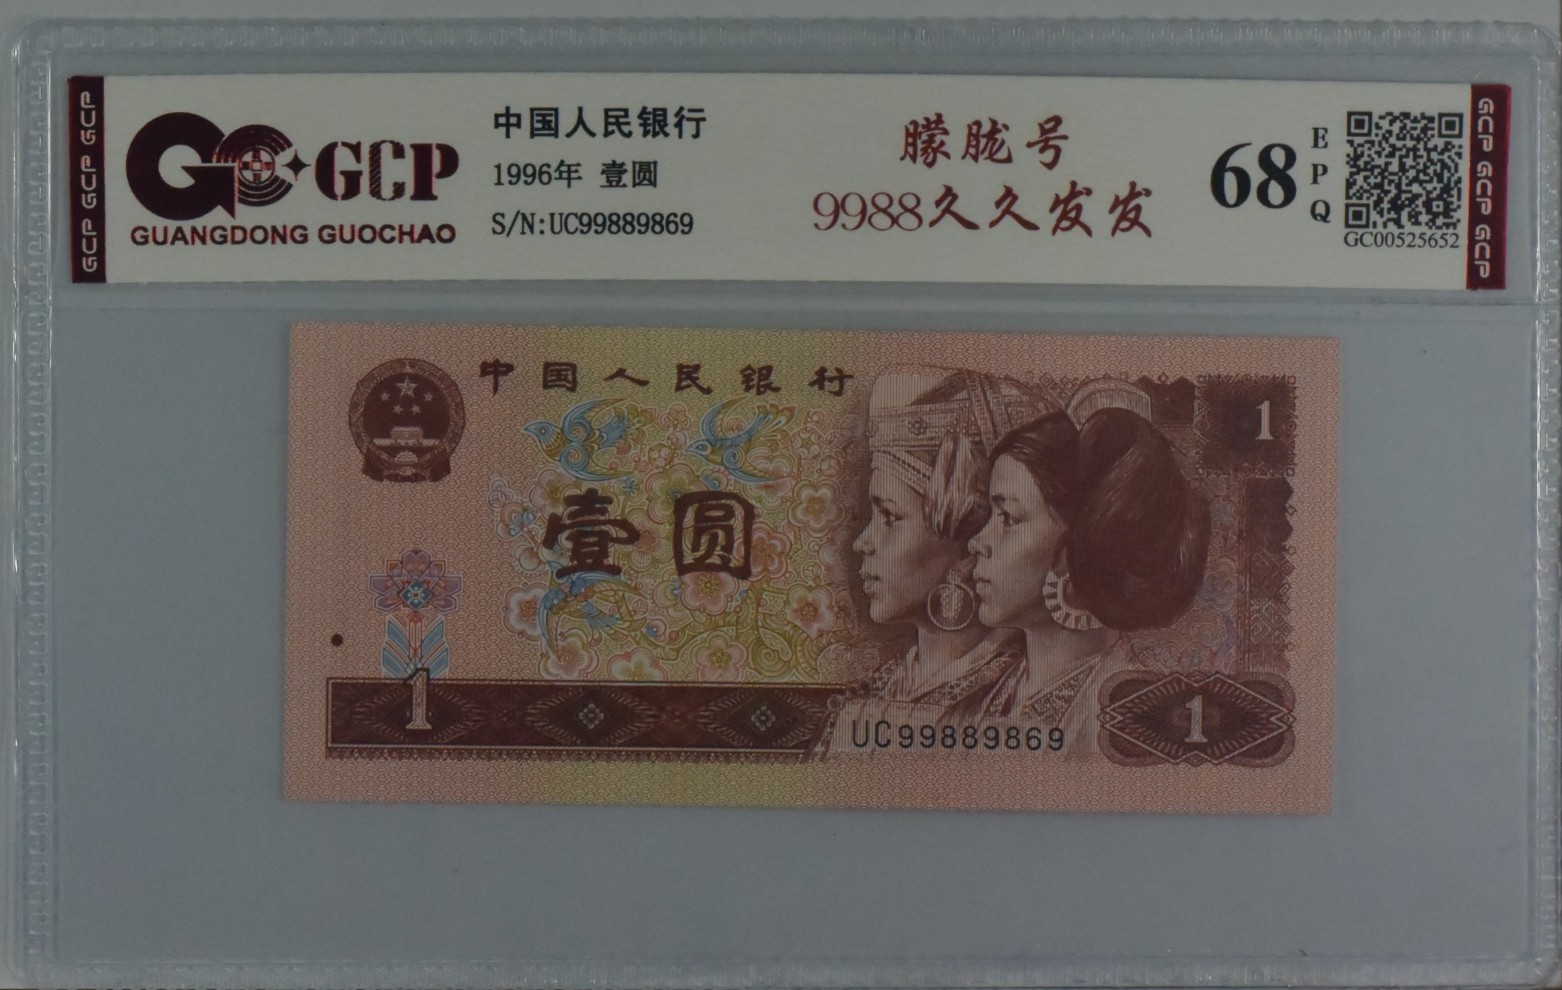 GCP GCP GCP
GCP
GUANGDONG GUOCHAO
中国人民银行
1996年 壹圆
S/N:UC99889869
朦胧号
9988久久发发
68
EPQ
GC00525652
GCP GCP GCP
中国人民银行
1
壹圆
1
UC99889869
1